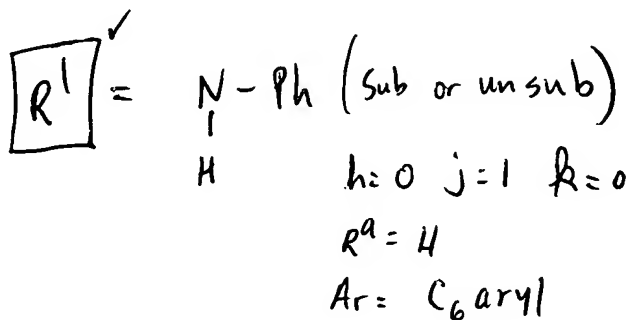 R¹ ✓ = N - Ph (sub or unsub)
H h=0 j=1 k=0
Rᵃ = H
Ar = C₆ aryl